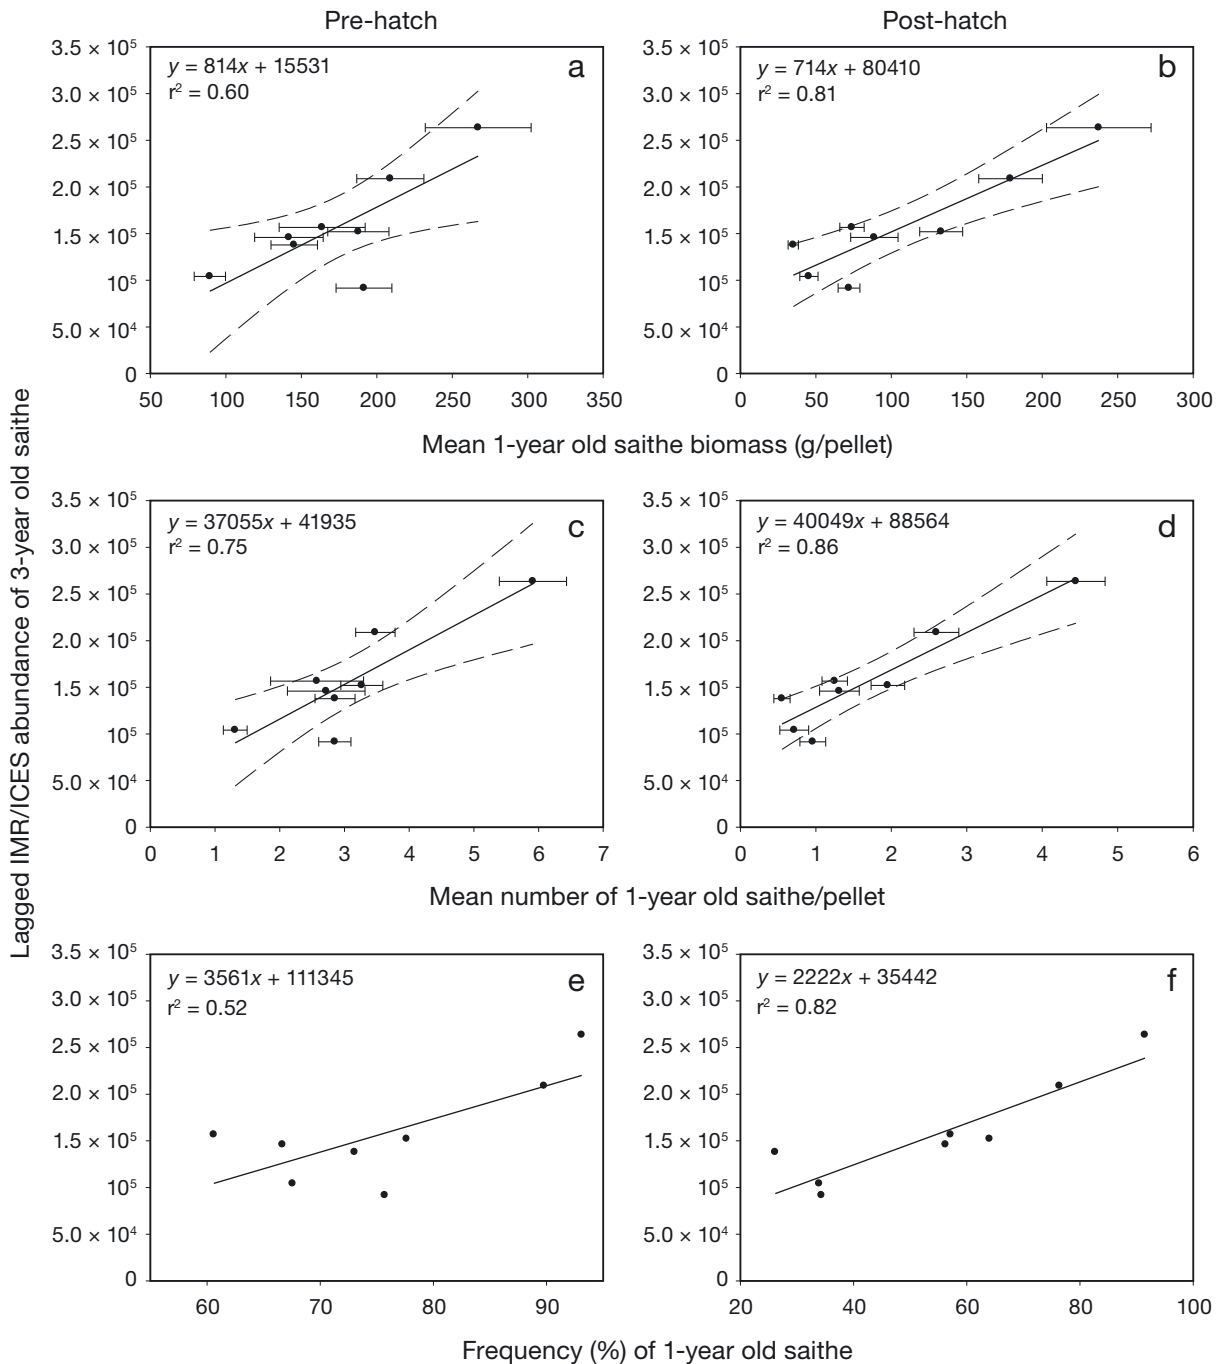 Pre-hatch
Post-hatch
Lagged IMR/ICES abundance of 3-year old saithe
3.5 × 10⁵
3.0 × 10⁵
2.5 × 10⁵
2.0 × 10⁵
1.5 × 10⁵
10⁵
5.0 × 10⁴
0
y = 814x + 15531
r² = 0.60
a
50 100 150 200 250 300 350
3.5 × 10⁵
3.0 × 10⁵
2.5 × 10⁵
2.0 × 10⁵
1.5 × 10⁵
10⁵
5.0 × 10⁴
0
y = 714x + 80410
r² = 0.81
b
0 50 100 150 200 250 300
Mean 1-year old saithe biomass (g/pellet)
3.5 × 10⁵
3.0 × 10⁵
2.5 × 10⁵
2.0 × 10⁵
1.5 × 10⁵
10⁵
5.0 × 10⁴
0
y = 37055x + 41935
r² = 0.75
c
0 1 2 3 4 5 6 7
3.5 × 10⁵
3.0 × 10⁵
2.5 × 10⁵
2.0 × 10⁵
1.5 × 10⁵
10⁵
5.0 × 10⁴
0
y = 40049x + 88564
r² = 0.86
d
0 1 2 3 4 5 6
Mean number of 1-year old saithe/pellet
3.5 × 10⁵
3.0 × 10⁵
2.5 × 10⁵
2.0 × 10⁵
1.5 × 10⁵
10⁵
5.0 × 10⁴
0
y = 3561x + 111345
r² = 0.52
e
60 70 80 90
3.5 × 10⁵
3.0 × 10⁵
2.5 × 10⁵
2.0 × 10⁵
1.5 × 10⁵
10⁵
5.0 × 10⁴
0
y = 2222x + 35442
r² = 0.82
f
20 40 60 80 100
Frequency (%) of 1-year old saithe